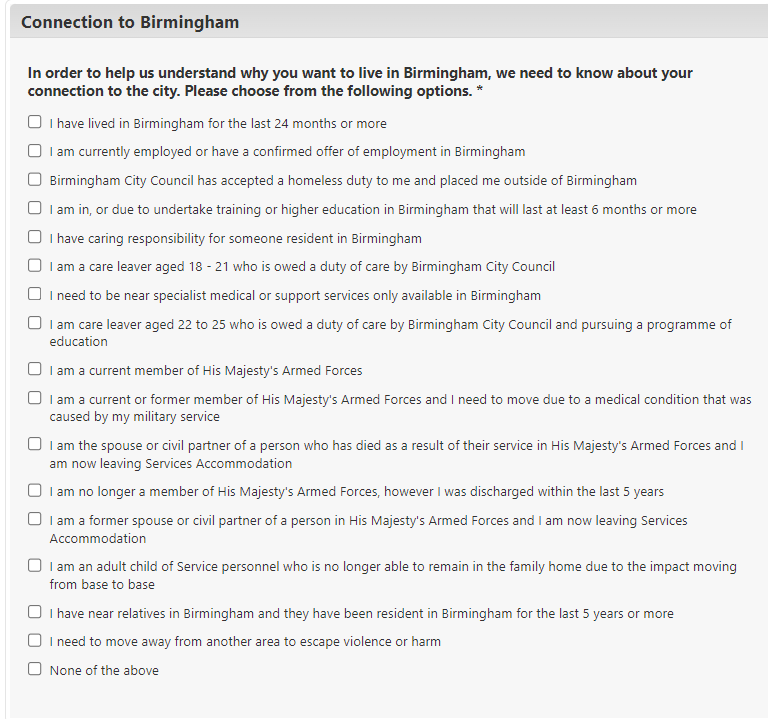 Connection to Birmingham
In order to help us understand why you want to live in Birmingham, we need to know about your
connection to the city. Please choose from the following options. *
I have lived in Birmingham for the last 24 months or more
I am currently employed or have a confirmed offer of employment in Birmingham
Birmingham City Council has accepted a homeless duty to me and placed me outside of Birmingham
I am in, or due to undertake training or higher education in Birmingham that will last at least 6 months or more
I have caring responsibility for someone resident in Birmingham
I am a care leaver aged 18 - 21 who is owed a duty of care by Birmingham City Council
I need to be near specialist medical or support services only available in Birmingham
I am care leaver aged 22 to 25 who is owed a duty of care by Birmingham City Council and pursuing a programme of
education
I am a current member of His Majesty's Armed Forces
I am a current or former member of His Majesty's Armed Forces and I need to move due to a medical condition that was
caused by my military service
I am the spouse or civil partner of a person who has died as a result of their service in His Majesty's Armed Forces and I
am now leaving Services Accommodation
I am no longer a member of His Majesty's Armed Forces, however I was discharged within the last 5 years
I am a former spouse or civil partner of a person in His Majesty's Armed Forces and I am now leaving Services
Accommodation
I am an adult child of Service personnel who is no longer able to remain in the family home due to the impact moving
from base to base
I have near relatives in Birmingham and they have been resident in Birmingham for the last 5 years or more
I need to move away from another area to escape violence or harm
None of the above